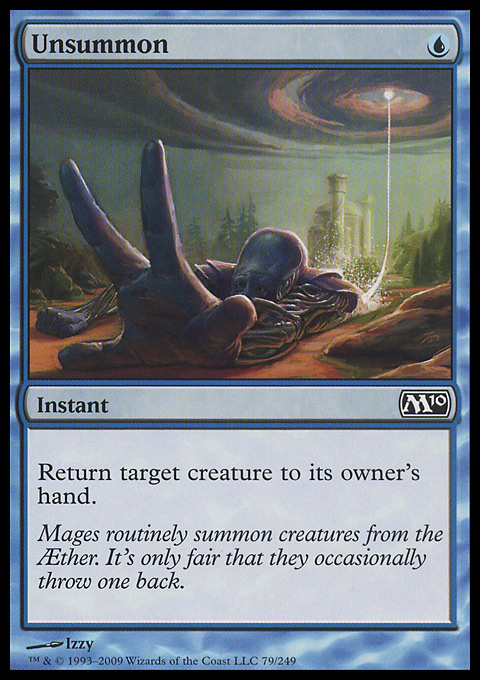 Unsummon
Instant
M10
Return target creature to its owner's
hand.
Mages routinely summon creatures from the
Æther. It's only fair that they occasionally
throw one back.
Izzy
™ & © 1993–2009 Wizards of the Coast LLC 79/249